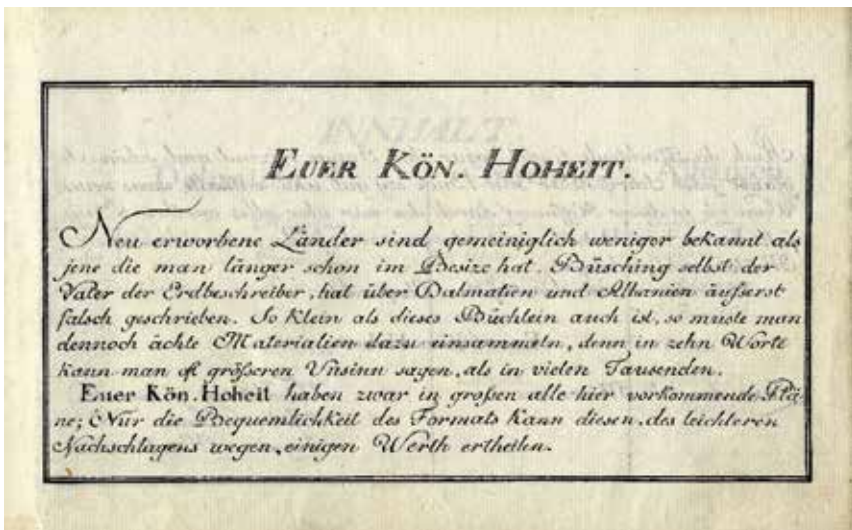 EUER KÖN. HOHEIT.
Neu erworbene Länder sind gemeiniglich weniger bekannt als
jene die man länger schon im Besize hat. Büsching selbst der
Vater der Erdbeschreiber, hat über Dalmatien und Albanien äusserst
falsch geschrieben. So klein als dieses Büchlein auch ist, so muste man
dennoch ächte Materialien dazu einsammeln, denn in zehn Worte
kann man oft grösseren Unsinn sagen, als in vielen Tausenden.
Euer Kön. Hoheit haben zwar in grossen alle hier vorkommende Plä-
ne; Nur die Bequemlichkeit des Formats kann diesen, des leichteren
Nachschlagens wegen, einigen Werth ertheilen.